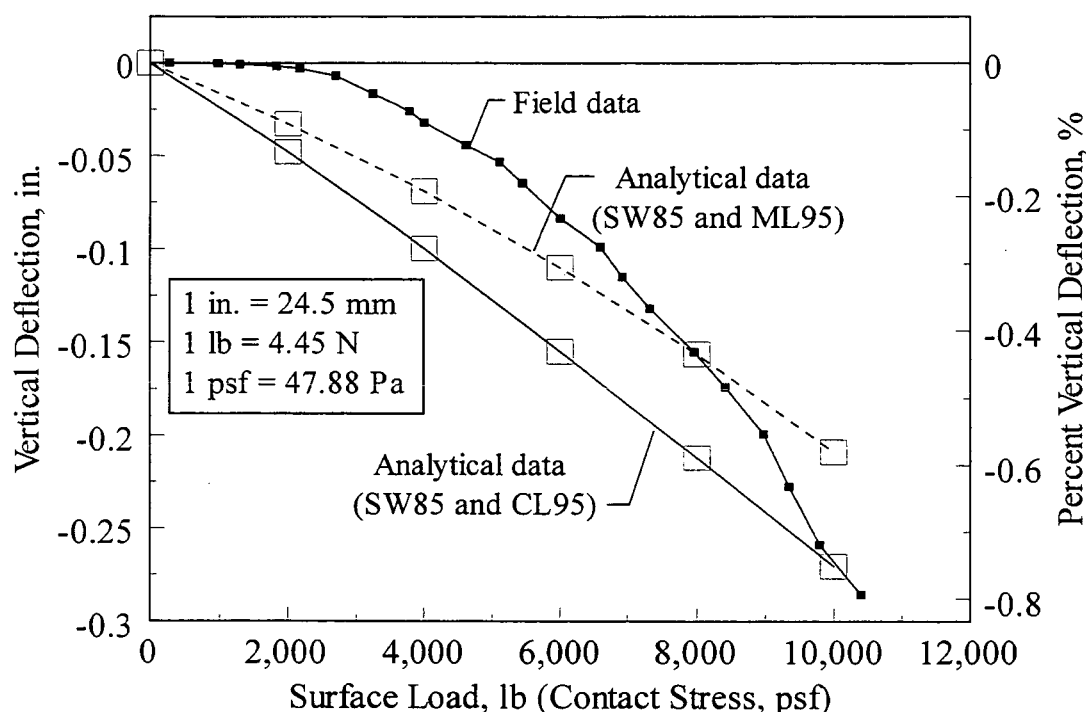 0
-0.05
-0.1
-0.15
-0.2
-0.25
-0.3
Vertical Deflection, in.
Field data
Analytical data
(SW85 and ML95)
1 in. = 24.5 mm
1 lb = 4.45 N
1 psf = 47.88 Pa
Analytical data
(SW85 and CL95)
0
-0.2
-0.4
-0.6
-0.8
Percent Vertical Deflection, %
0 2,000 4,000 6,000 8,000 10,000 12,000
Surface Load, lb (Contact Stress, psf)